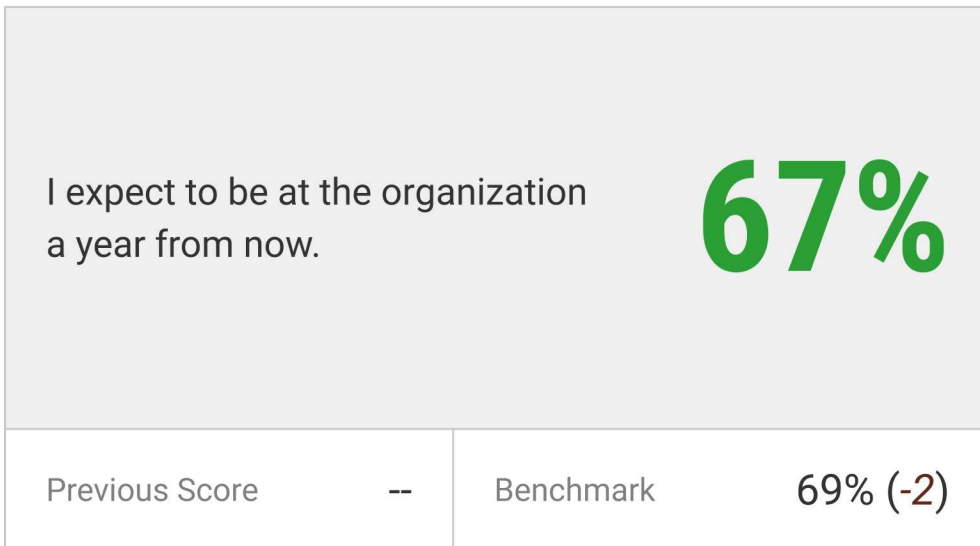 I expect to be at the organization
a year from now.
67%
Previous Score --
Benchmark 69% (-2)